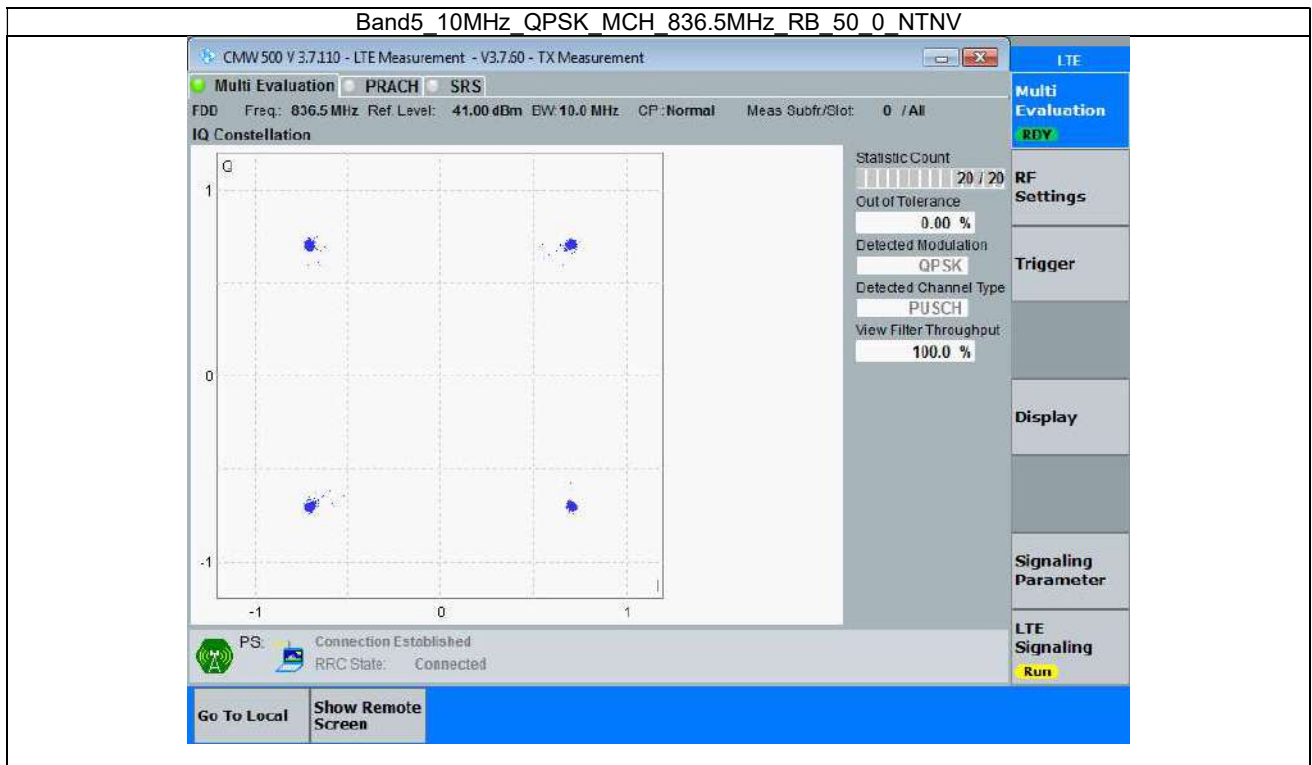 Band5_10MHz_QPSK_MCH_836.5MHz_RB_50_0_NTNV
CMW 500 V 3.7.110 - LTE Measurement - V3.7.60 - TX Measurement
Multi Evaluation PRACH SRS
FDD Freq.: 836.5 MHz Ref. Level: 41.00 dBm BW: 10.0 MHz CP: Normal Meas Subfr/Slot: 0 / All
IQ Constellation
Q
1
0
-1
I
-1 0 1
Statistic Count
20 / 20
Out of Tolerance
0.00 %
Detected Modulation
QPSK
Detected Channel Type
PUSCH
View Filter Throughput
100.0 %
PS:
Connection Established
RRC State: Connected
LTE
Multi
Evaluation
RDY
RF
Settings
Trigger
Display
Signaling
Parameter
LTE
Signaling
Run
Go To Local
Show Remote
Screen